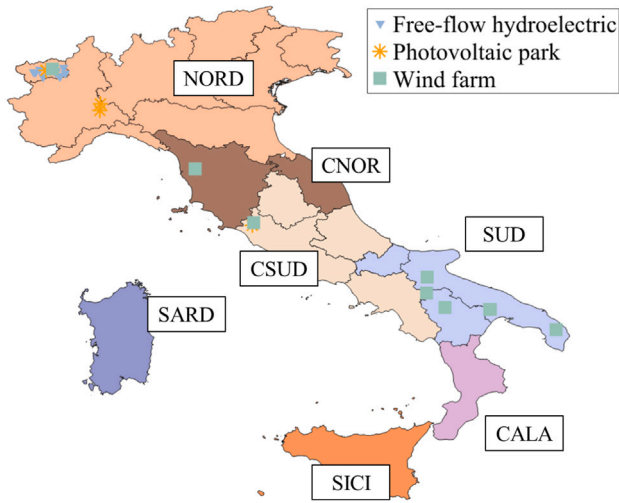 Free-flow hydroelectric
Photovoltaic park
Wind farm
NORD
CNOR
SUD
CSUD
SARD
CALA
SICI